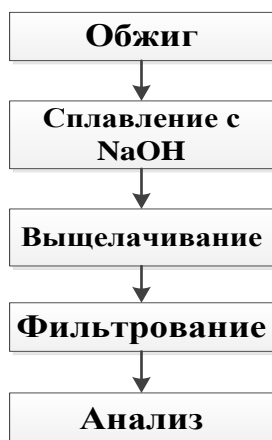 Обжиг
Сплавление с
NaOH
Выщелачивание
Фильтрование
Анализ